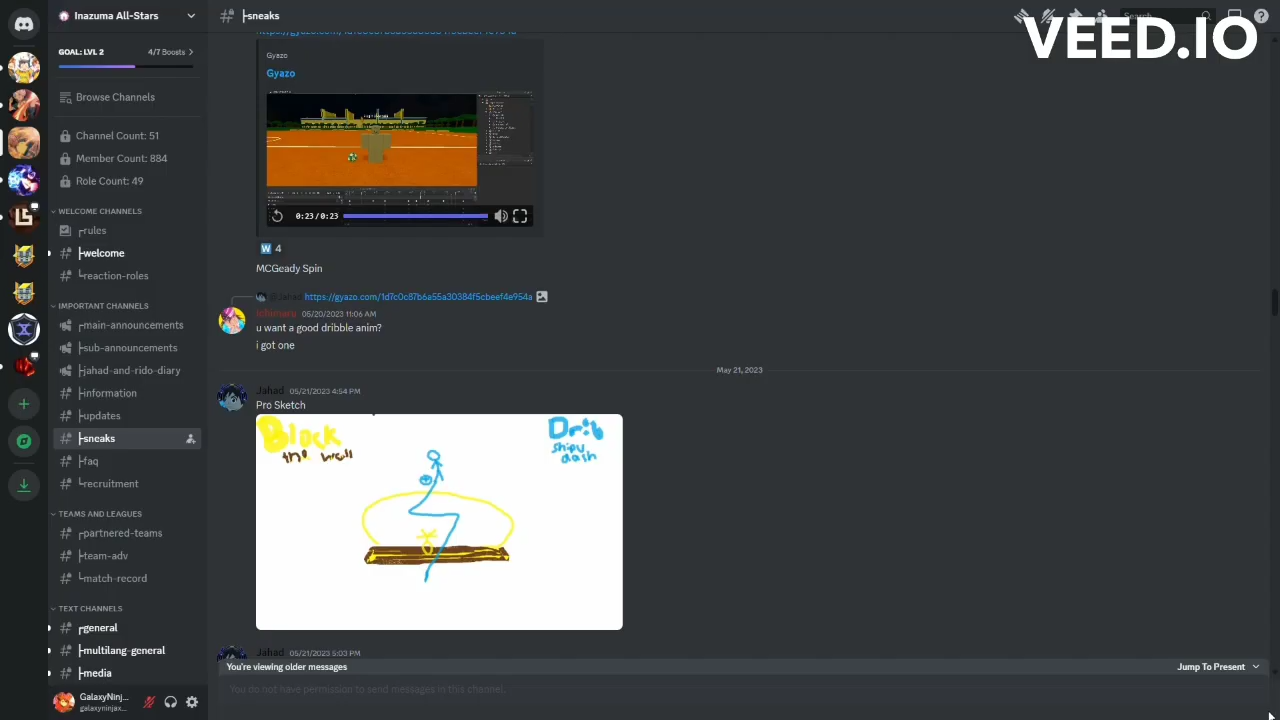 Inazuma All-Stars
├sneaks
Search
VEED.IO
GOAL: LVL 2
4/7 Boosts
Browse Channels
Channel Count: 51
Member Count: 884
Role Count: 49
WELCOME CHANNELS
┌rules
├welcome
└reaction-roles
IMPORTANT CHANNELS
┌main-announcements
├sub-announcements
├jahad-and-rido-diary
├information
├updates
├sneaks
├faq
└recruitment
TEAMS AND LEAGUES
┌partnered-teams
├team-adv
└match-record
TEXT CHANNELS
┌general
├multilang-general
├media
GalaxyNinj...
galaxyninjax...
Gyazo
Gyazo
0:23/0:23
W 4
MCGeady Spin
@Jahad https://gyazo.com/1d7c0c87b6a55a30384f5cbeef4e954a
Ichimaru 05/20/2023 11:06 AM
u want a good dribble anim?
i got one
May 21, 2023
Jahad 05/21/2023 4:54 PM
Pro Sketch
Block
the wall
Drib
shipu
dash
Jahad 05/21/2023 5:03 PM
You're viewing older messages
Jump To Present
You do not have permission to send messages in this channel.